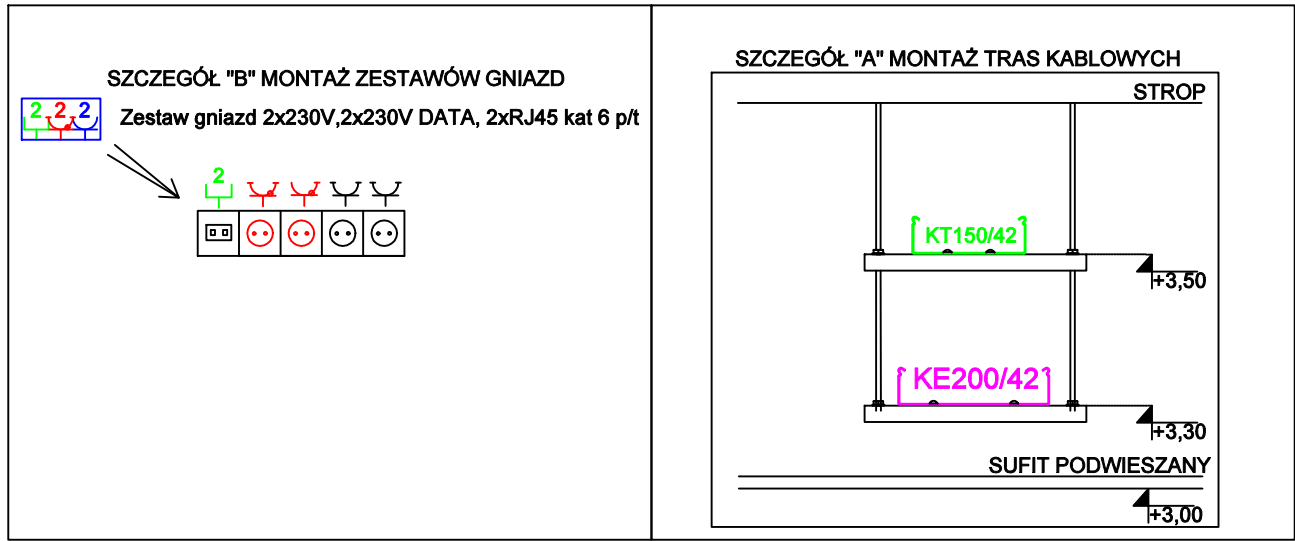 SZCZEGÓŁ "B" MONTAŻ ZESTAWÓW GNIAZD
2 2 2
Zestaw gniazd 2x230V,2x230V DATA, 2xRJ45 kat 6 p/t
2
SZCZEGÓŁ "A" MONTAŻ TRAS KABLOWYCH
STROP
KT150/42
+3,50
KE200/42
+3,30
SUFIT PODWIESZANY
+3,00